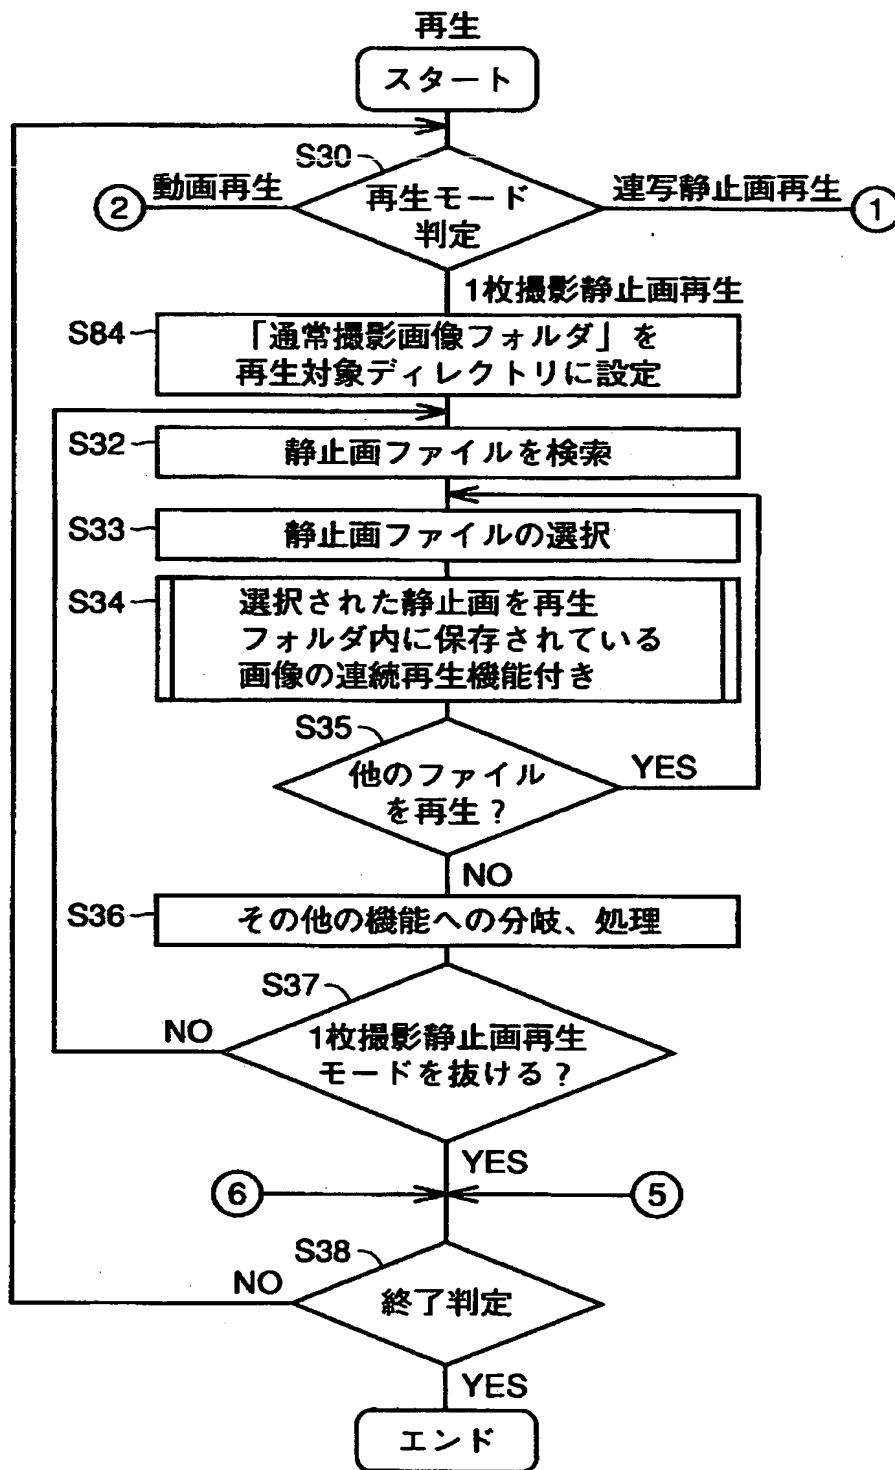 再生
スタート
S30
② 動画再生
再生モード
判定
連写静止画再生 ①
1枚撮影静止画再生
S84
「通常撮影画像フォルダ」を
再生対象ディレクトリに設定
S32
静止画ファイルを検索
S33
静止画ファイルの選択
S34
選択された静止画を再生
フォルダ内に保存されている
画像の連続再生機能付き
S35
他のファイル
を再生？
YES
NO
S36
その他の機能への分岐、処理
S37
NO
1枚撮影静止画再生
モードを抜ける？
YES
⑥
⑤
S38
NO
終了判定
YES
エンド